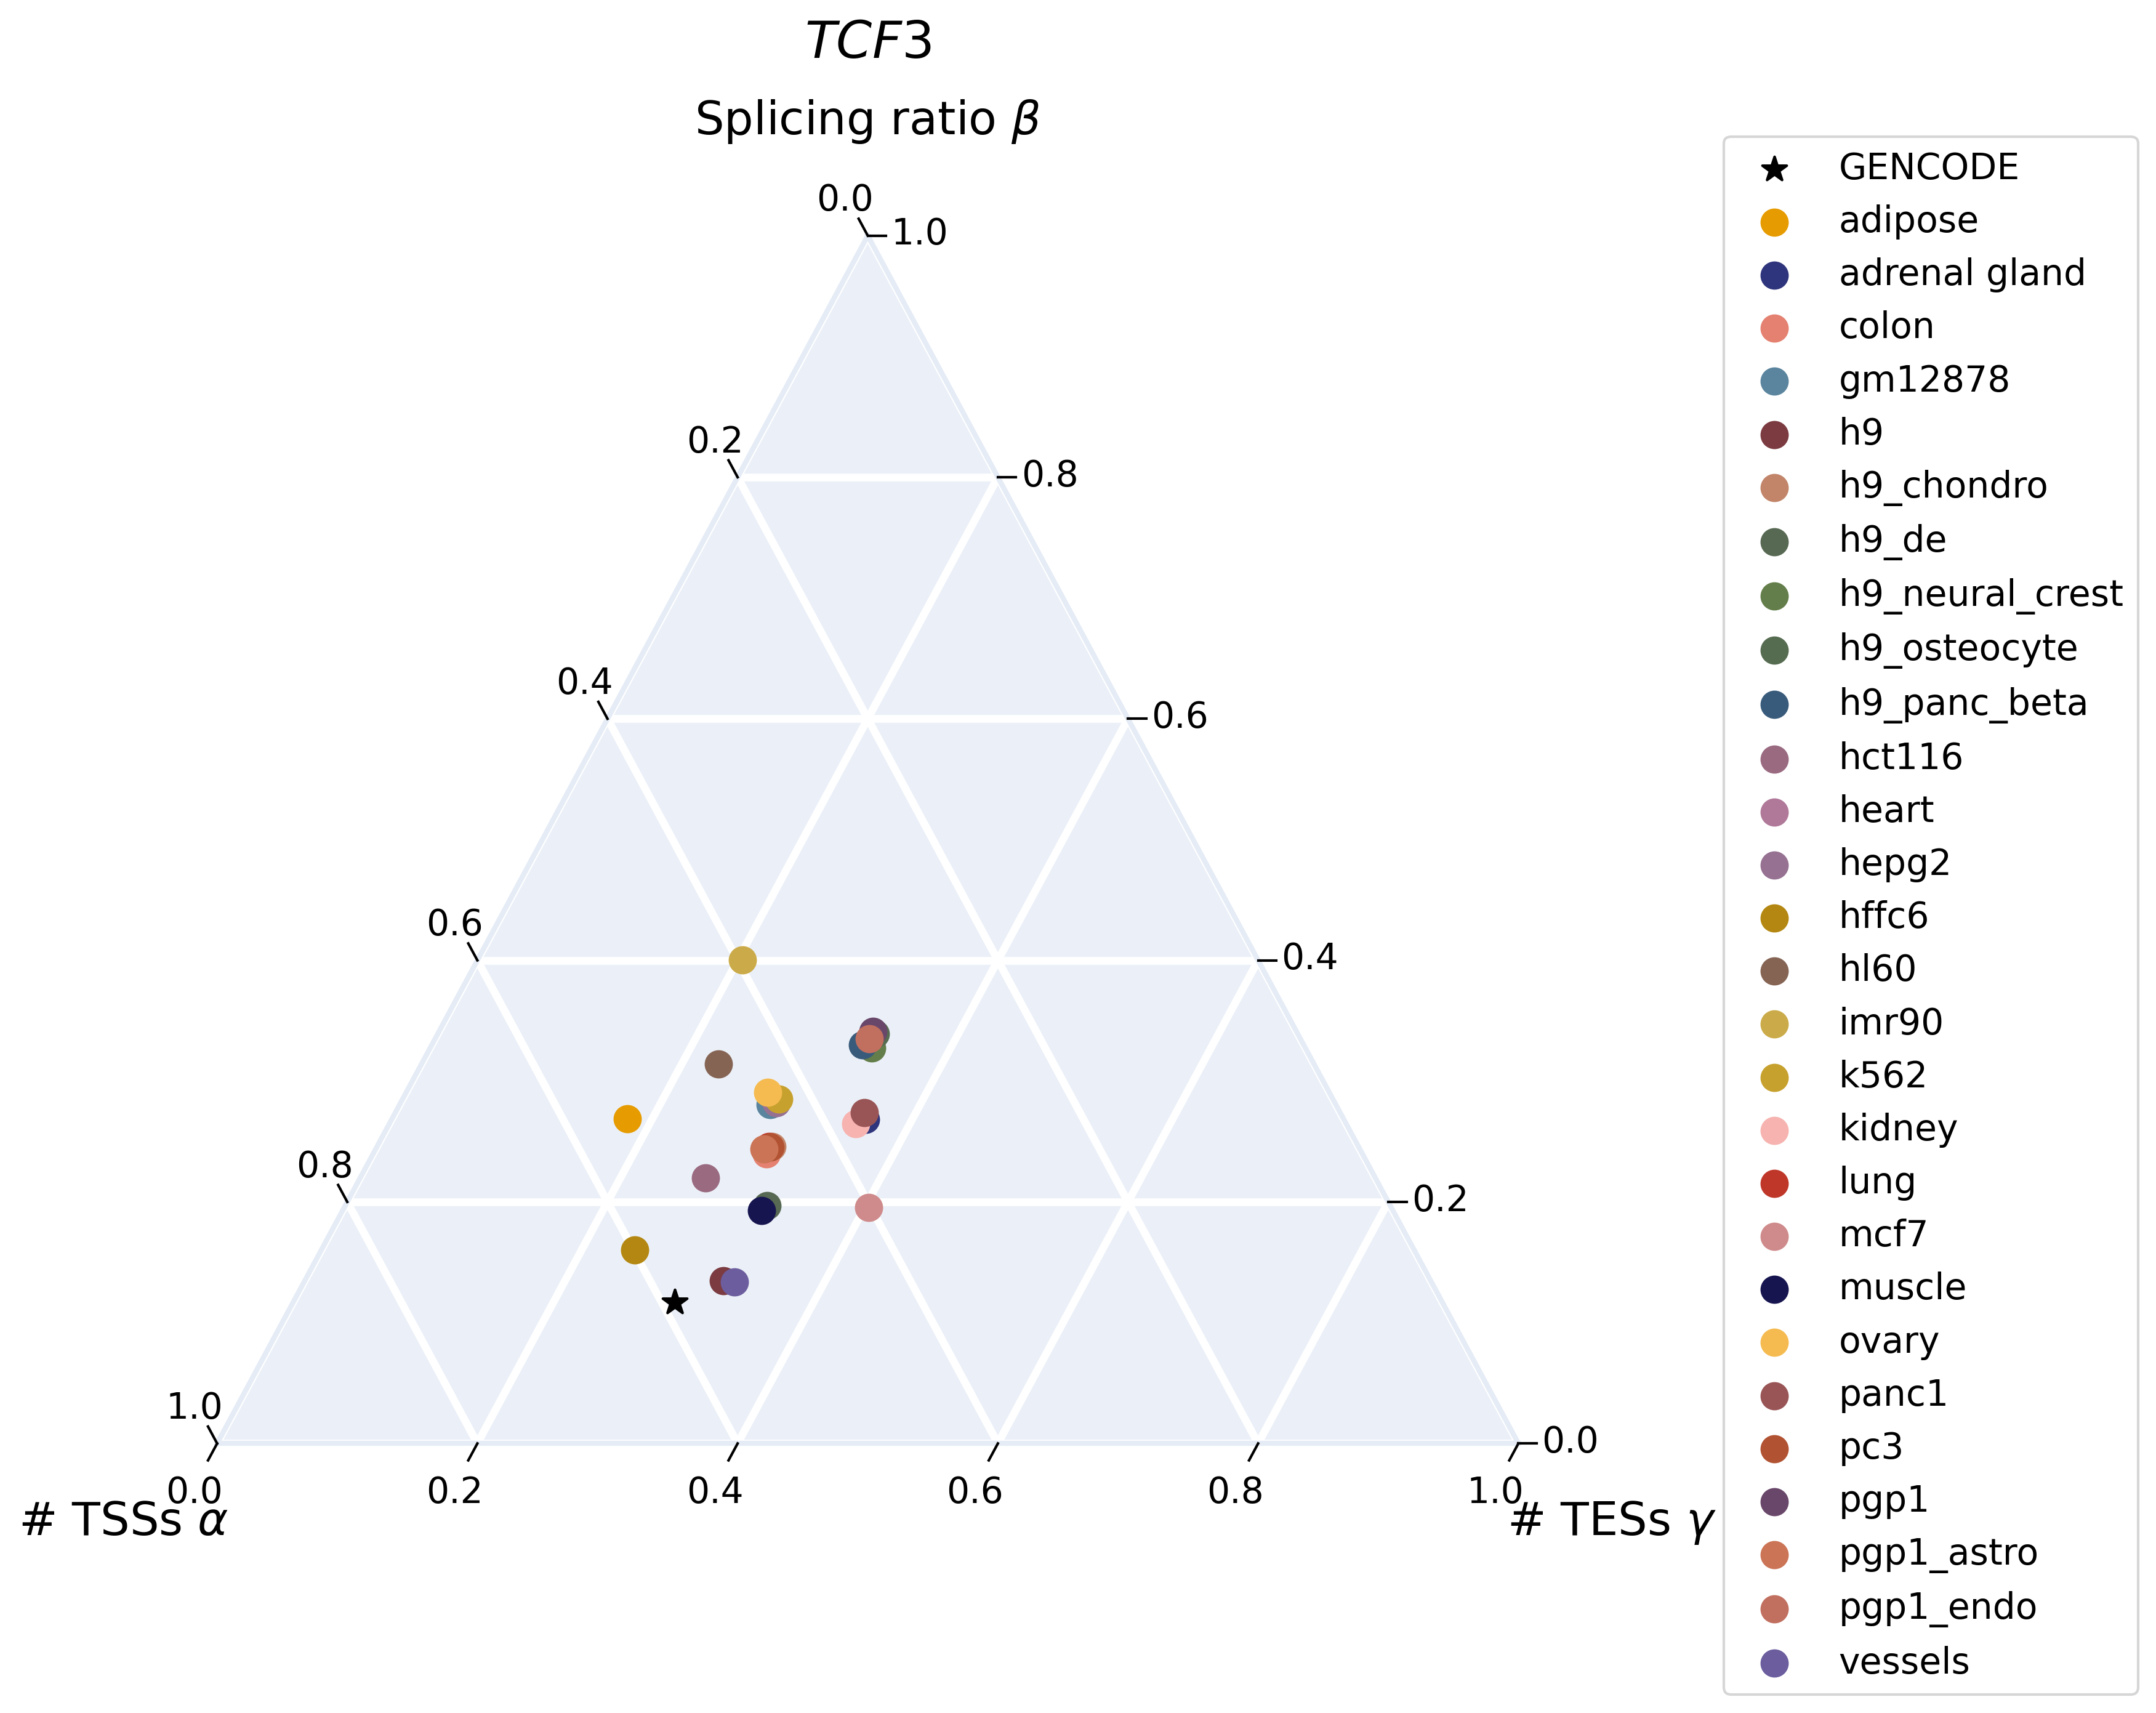 TCF3
Splicing ratio β
0.0
1.0
0.2
0.8
0.4
0.6
0.6
0.4
0.8
0.2
1.0
0.0
0.0
0.2
0.4
0.6
0.8
1.0
# TSSs α
# TESs γ
GENCODE
adipose
adrenal gland
colon
gm12878
h9
h9_chondro
h9_de
h9_neural_crest
h9_osteocyte
h9_panc_beta
hct116
heart
hepg2
hffc6
hl60
imr90
k562
kidney
lung
mcf7
muscle
ovary
panc1
pc3
pgp1
pgp1_astro
pgp1_endo
vessels